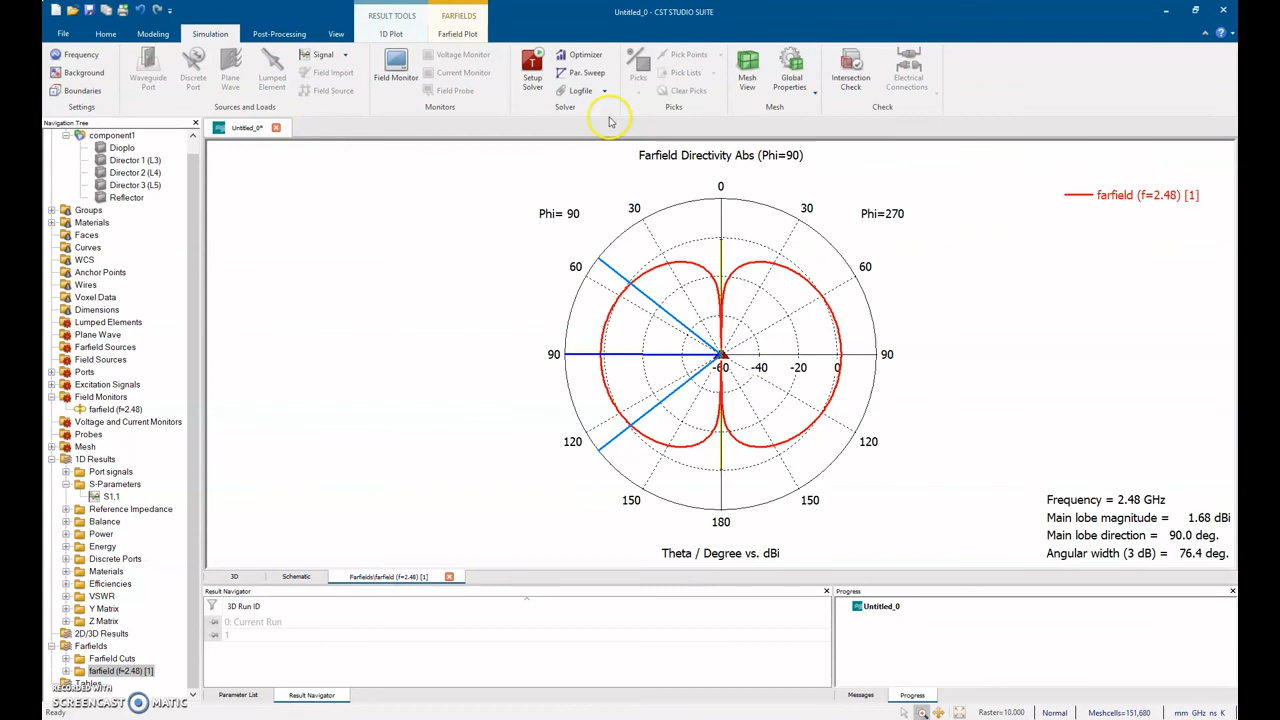 RESULT TOOLS
FARFIELDS
Untitled_0 - CST STUDIO SUITE
File
Home
Modeling
Simulation
Post-Processing
View
1D Plot
Farfield Plot
Frequency
Background
Boundaries
Settings
Waveguide
Port
Discrete
Port
Plane
Wave
Lumped
Element
Signal
Field Import
Field Source
Sources and Loads
Field Monitor
Voltage Monitor
Current Monitor
Field Probe
Monitors
Setup
Solver
Optimizer
Par. Sweep
Logfile
Solver
Picks
Pick Points
Pick Lists
Clear Picks
Picks
Mesh
View
Global
Properties
Mesh
Intersection
Check
Electrical
Connections
Check
Navigation Tree
Untitled_0*
component1
Dioplo
Director 1 (L3)
Director 2 (L4)
Director 3 (L5)
Reflector
Groups
Materials
Faces
Curves
WCS
Anchor Points
Wires
Voxel Data
Dimensions
Lumped Elements
Plane Wave
Farfield Sources
Field Sources
Ports
Excitation Signals
Field Monitors
farfield (f=2.48)
Voltage and Current Monitors
Probes
Mesh
1D Results
Port signals
S-Parameters
S1,1
Reference Impedance
Balance
Power
Energy
Discrete Ports
Materials
Efficiencies
VSWR
Y Matrix
Z Matrix
2D/3D Results
Farfields
Farfield Cuts
farfield (f=2.48) [1]
Tables
Farfield Directivity Abs (Phi=90)
farfield (f=2.48) [1]
0
Phi= 90
30
30
Phi=270
60
60
90
90
-60
-40
-20
0
120
120
150
150
180
Theta / Degree vs. dBi
Frequency = 2.48 GHz
Main lobe magnitude = 1.68 dBi
Main lobe direction = 90.0 deg.
Angular width (3 dB) = 76.4 deg.
3D
Schematic
Farfields\farfield (f=2.48) [1]
Result Navigator
3D Run ID
0: Current Run
1
Progress
Untitled_0
Parameter List
Result Navigator
Messages
Progress
RECORDED WITH
SCREENCAST MATIC
Ready
Raster=10.000
Normal
Meshcells=151,680
mm GHz ns K